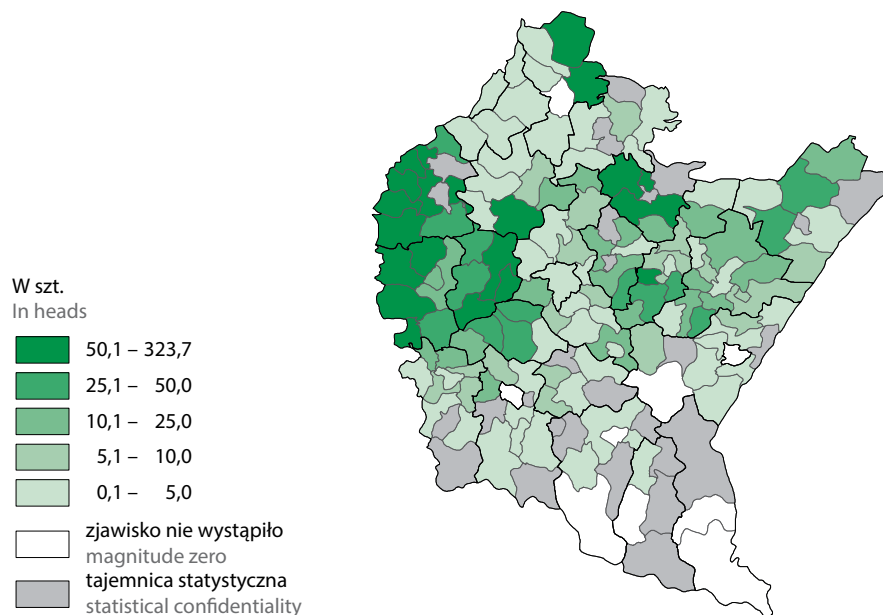 W szt.
In heads
50,1 – 323,7
25,1 – 50,0
10,1 – 25,0
5,1 – 10,0
0,1 – 5,0
zjawisko nie wystąpiło
magnitude zero
tajemnica statystyczna
statistical confidentiality